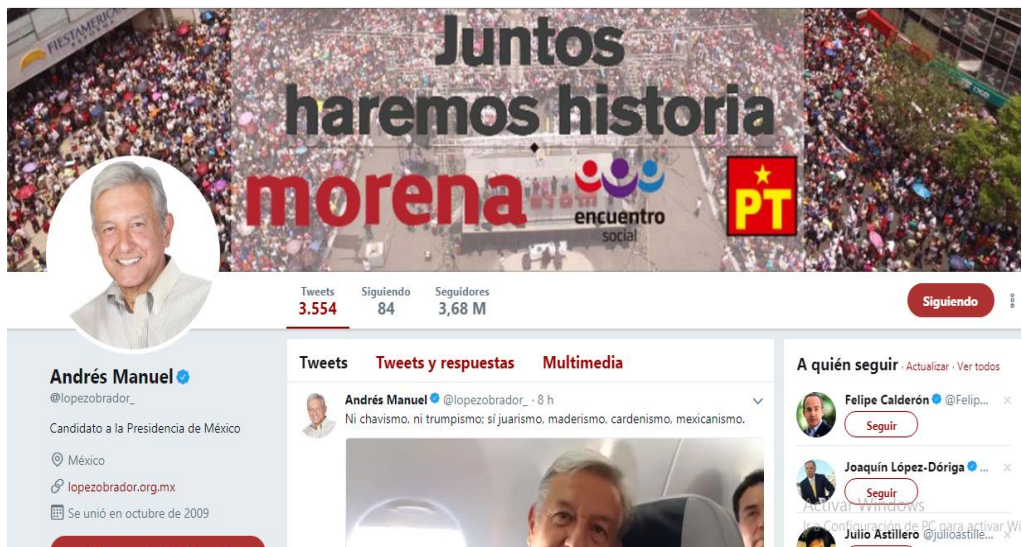 FIESTAMERICANA
Juntos
haremos historia
morena
encuentro
social
PT
Tweets
3.554
Siguiendo
84
Seguidores
3,68 M
Siguiendo
Andrés Manuel
@lopezobrador_
Candidato a la Presidencia de México
México
lopezobrador.org.mx
Se unió en octubre de 2009
Tweets Tweets y respuestas Multimedia
Andrés Manuel @lopezobrador_ · 8 h
Ni chavismo, ni trumpismo; sí juarismo, maderismo, cardenismo, mexicanismo.
A quién seguir · Actualizar · Ver todos
Felipe Calderón @Felip...
Seguir
Joaquín López-Dóriga ...
Seguir
Activar Windows
Configuración de PC para activar Wi
Julio Astillero @julioastille...